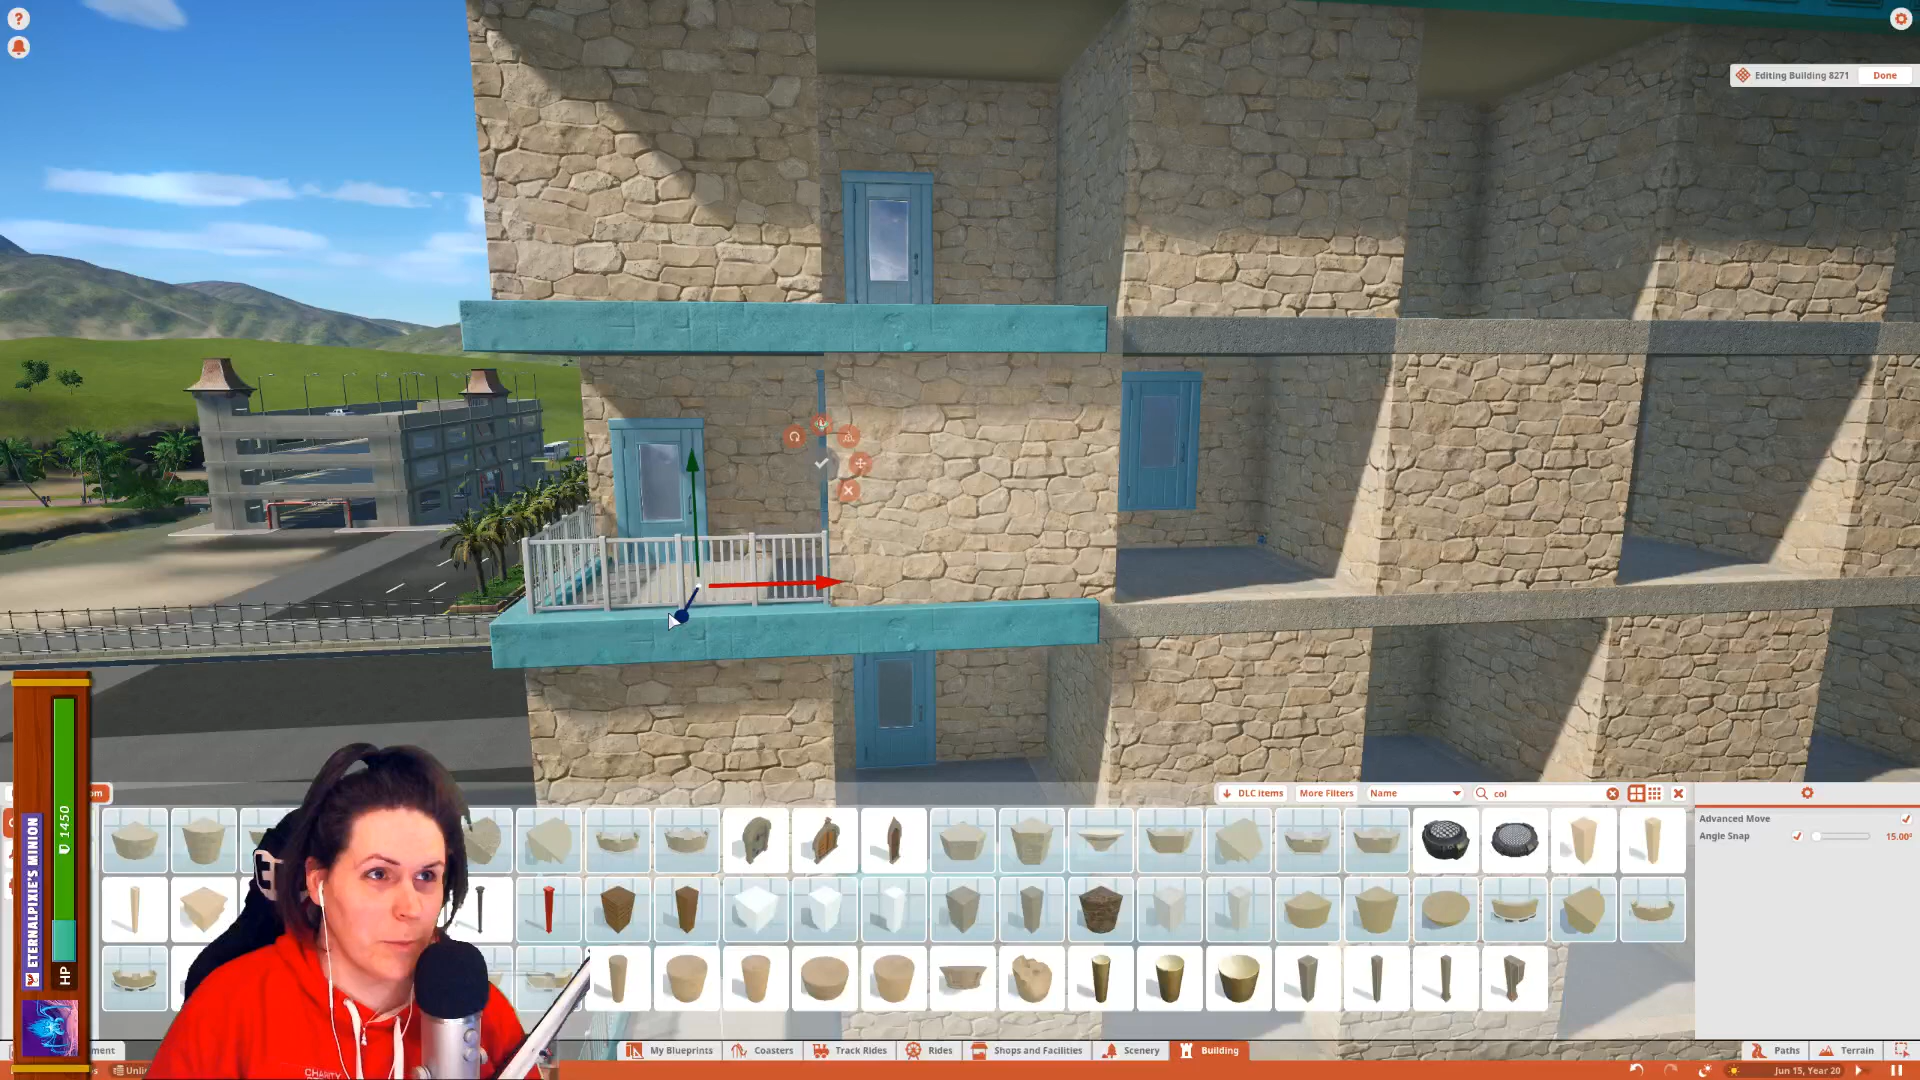 ?
Editing Building 8271
Done
DLC items
More Filters
Name
col
Advanced Move
Angle Snap
15.00°
ETERNALPIXIE'S MINION
1450
HP
CHARITY
My Blueprints
Coasters
Track Rides
Rides
Shops and Facilities
Scenery
Building
Paths
Terrain
Jun 15, Year 20